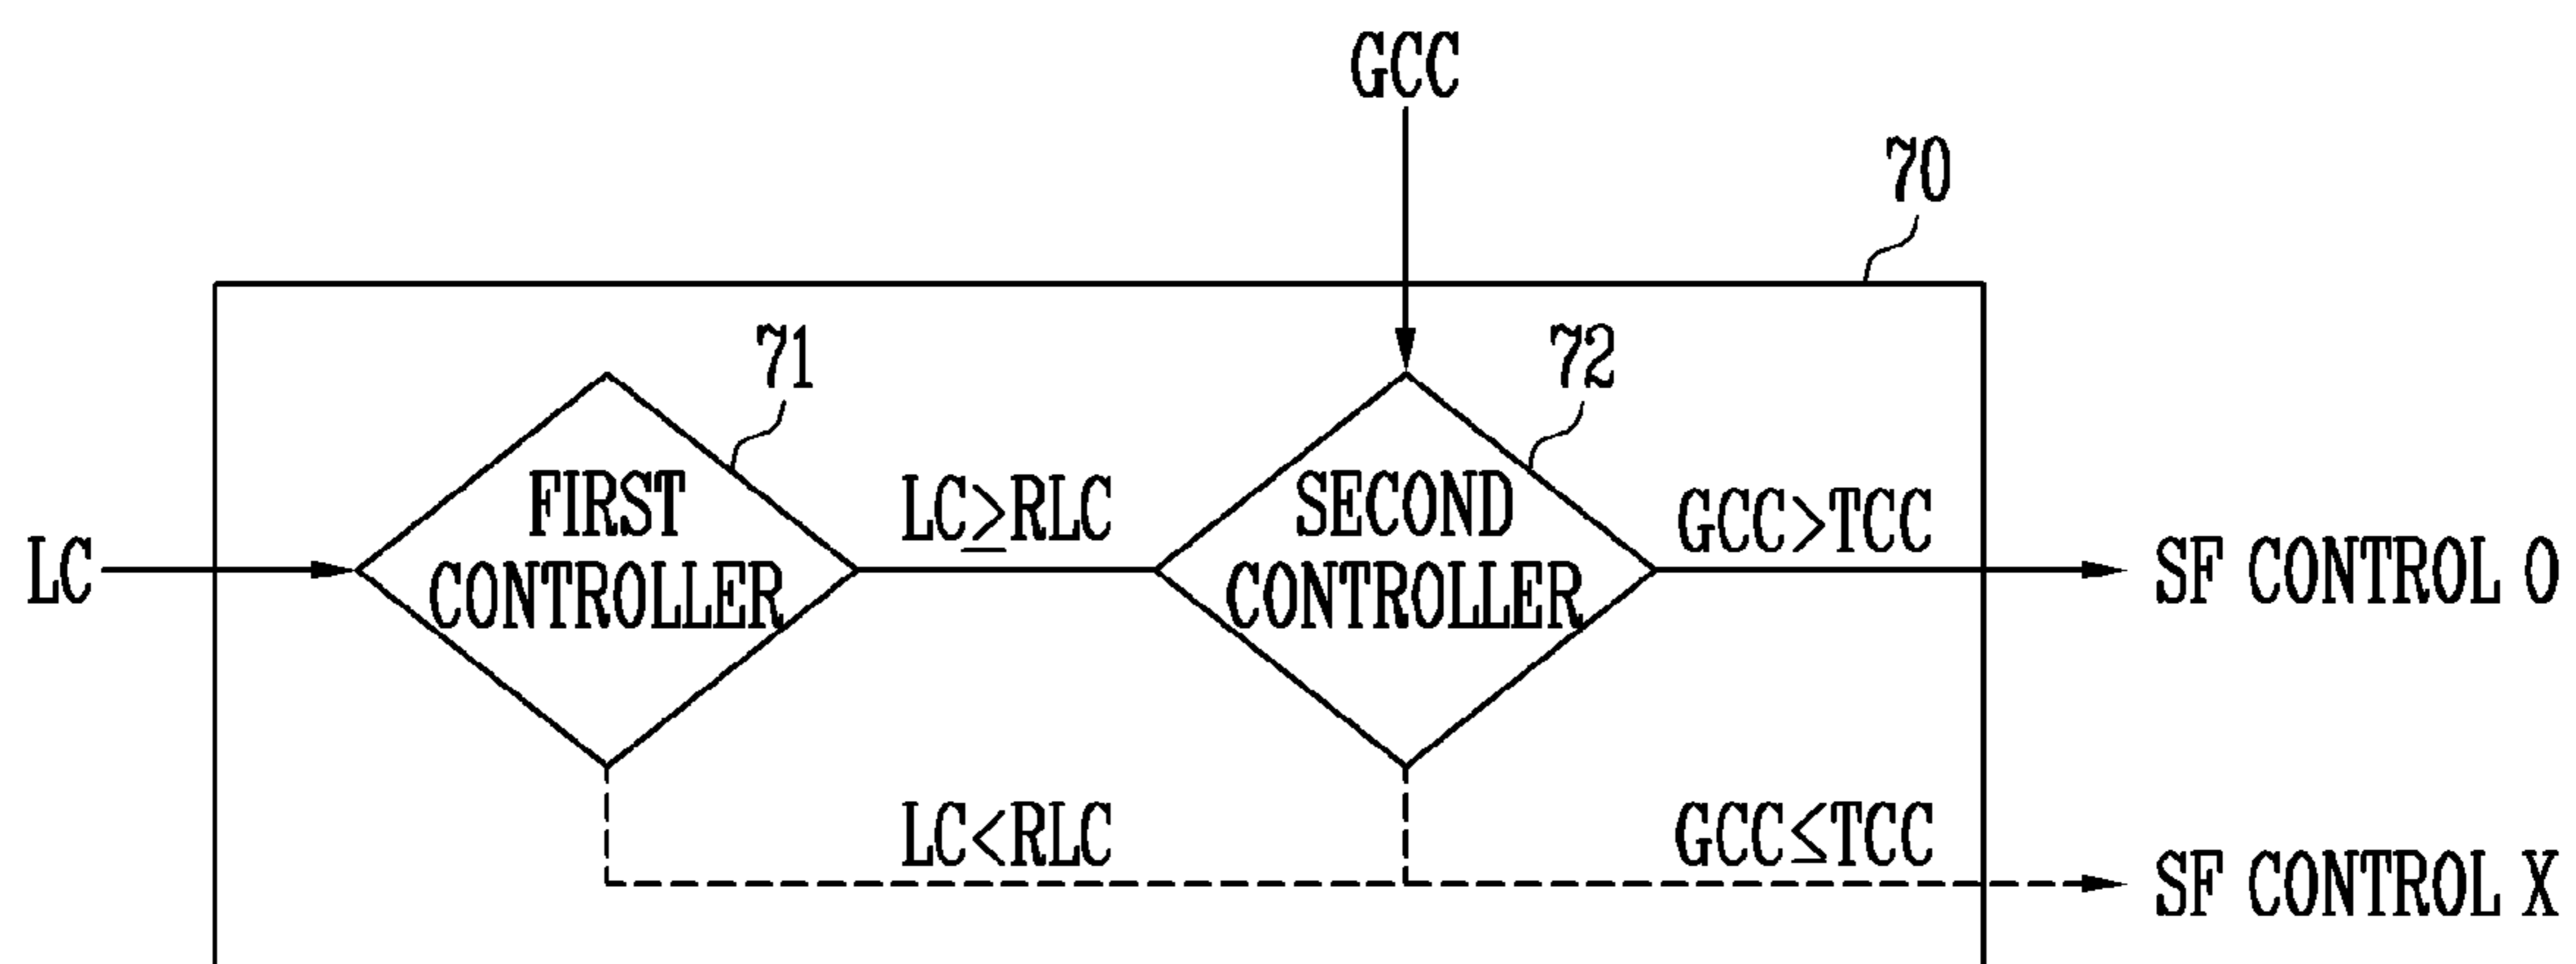 GCC
70
71
72
FIRST
CONTROLLER
LC≥RLC
SECOND
CONTROLLER
GCC>TCC
LC
SF CONTROL O
LC<RLC
GCC≤TCC
SF CONTROL X